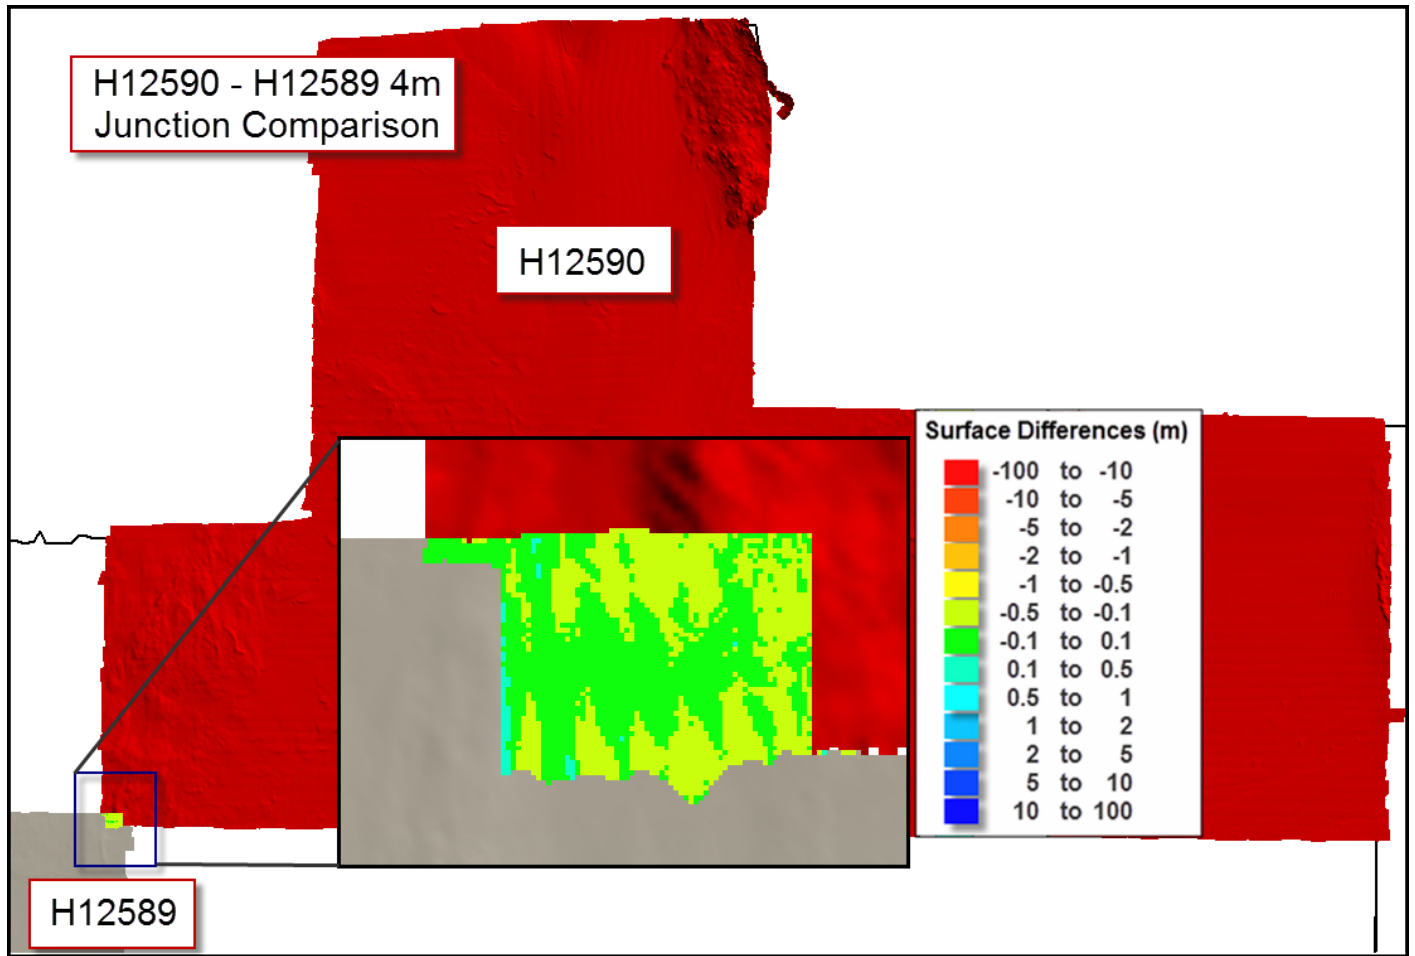 H12590 - H12589 4m
Junction Comparison
H12590
Surface Differences (m)
-100 to -10
-10 to -5
-5 to -2
-2 to -1
-1 to -0.5
-0.5 to -0.1
-0.1 to 0.1
0.1 to 0.5
0.5 to 1
1 to 2
2 to 5
5 to 10
10 to 100
H12589